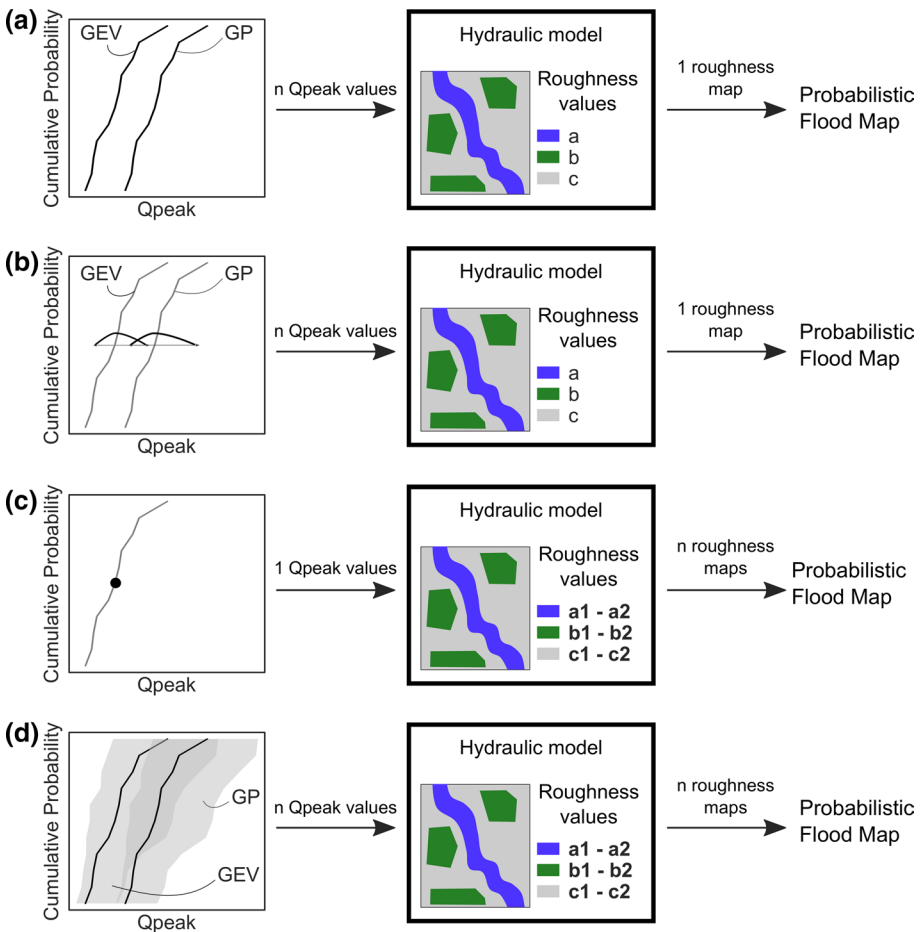 (a)
Cumulative Probability
GEV
GP
Qpeak
n Qpeak values
Hydraulic model
Roughness
values
a
b
c
1 roughness
map
Probabilistic
Flood Map
(b)
Cumulative Probability
GEV
GP
Qpeak
n Qpeak values
Hydraulic model
Roughness
values
a
b
c
1 roughness
map
Probabilistic
Flood Map
(c)
Cumulative Probability
Qpeak
1 Qpeak values
Hydraulic model
Roughness
values
a1 - a2
b1 - b2
c1 - c2
n roughness
maps
Probabilistic
Flood Map
(d)
Cumulative Probability
GP
GEV
Qpeak
n Qpeak values
Hydraulic model
Roughness
values
a1 - a2
b1 - b2
c1 - c2
n roughness
maps
Probabilistic
Flood Map